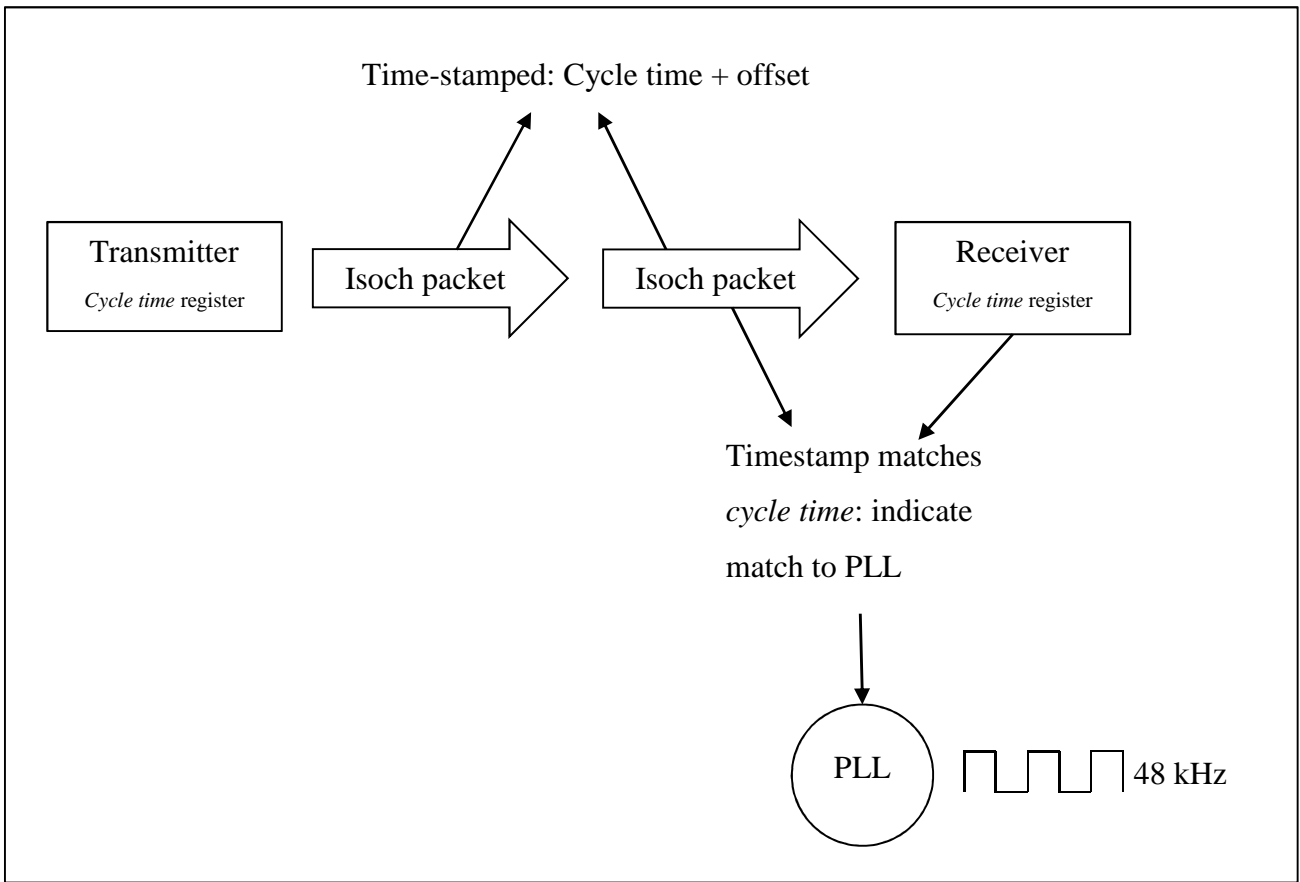 Time-stamped: Cycle time + offset
Transmitter
Cycle time register
Isoch packet
Isoch packet
Receiver
Cycle time register
Timestamp matches
cycle time: indicate
match to PLL
PLL
48 kHz